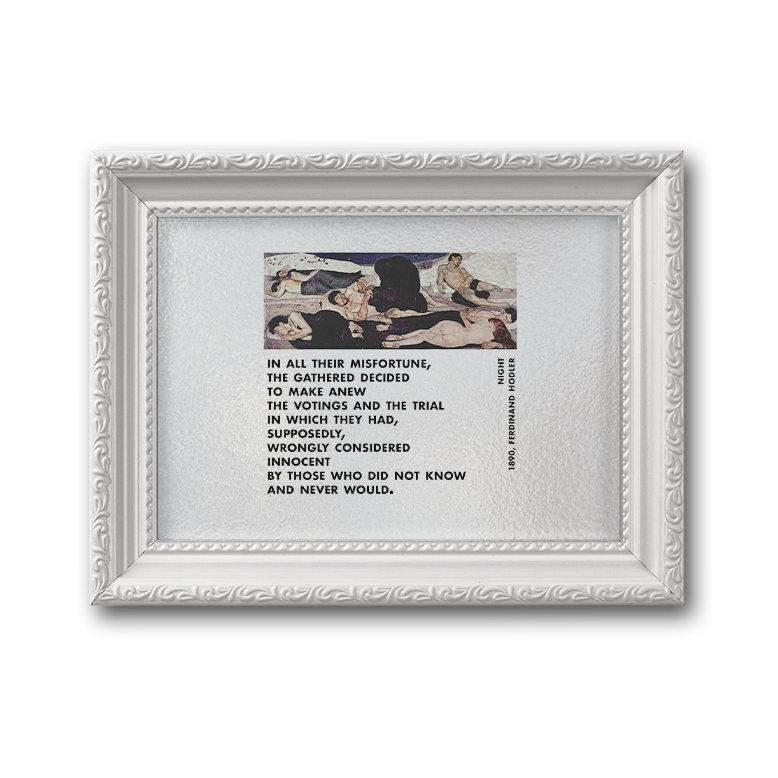 IN ALL THEIR MISFORTUNE,
THE GATHERED DECIDED
TO MAKE ANEW
THE VOTINGS AND THE TRIAL
IN WHICH THEY HAD,
SUPPOSEDLY,
WRONGLY CONSIDERED
INNOCENT
BY THOSE WHO DID NOT KNOW
AND NEVER WOULD.
NIGHT
1890, FERDINAND HODLER